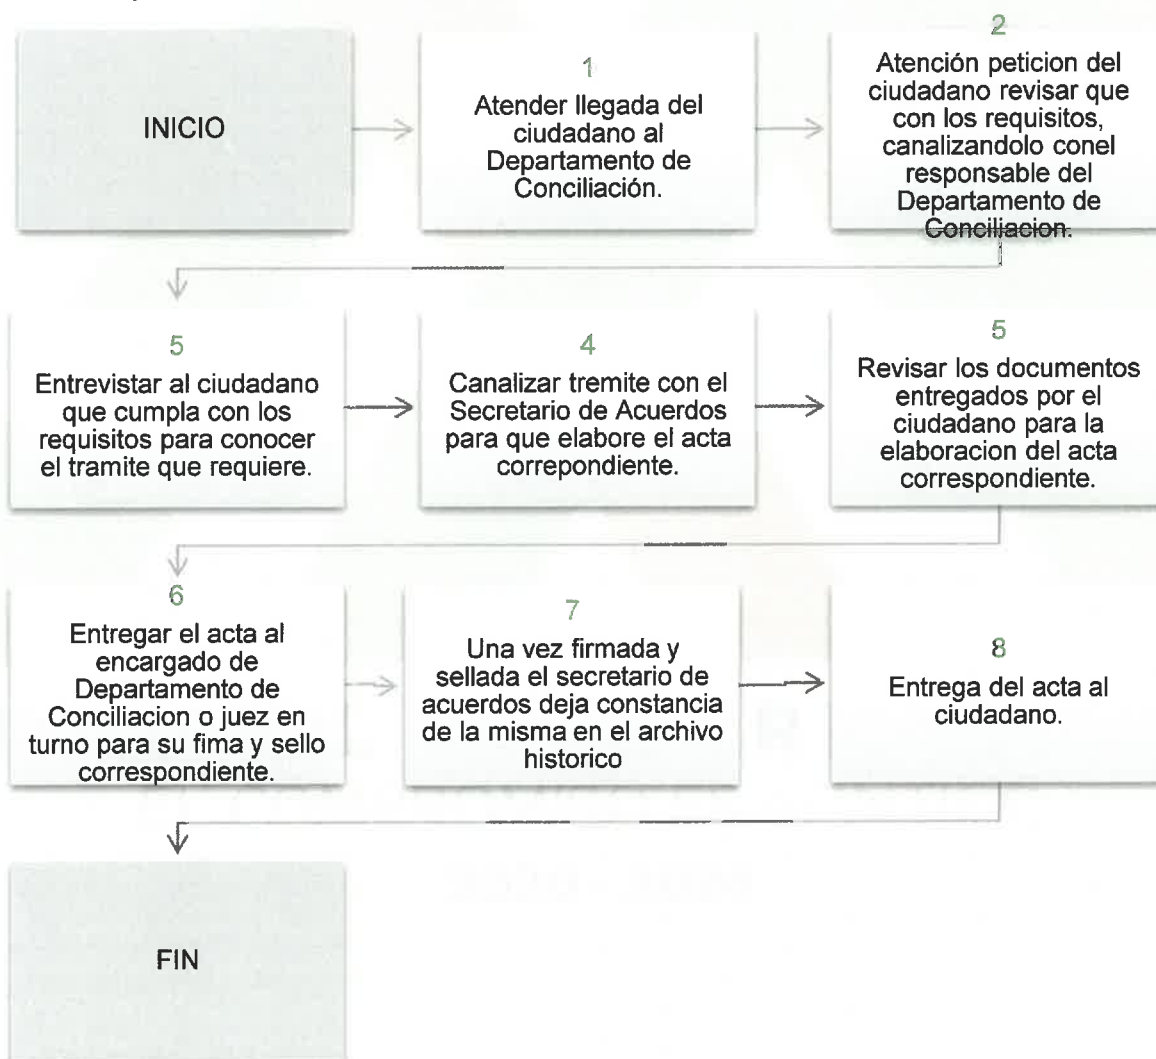 INICIO
1
Atender llegada del
ciudadano al
Departamento de
Conciliación.
2
Atención peticion del
ciudadano revisar que
con los requisitos,
canalizandolo conel
responsable del
Departamento de
Conciliacion.
5
Entrevistar al ciudadano
que cumpla con los
requisitos para conocer
el tramite que requiere.
4
Canalizar tremite con el
Secretario de Acuerdos
para que elabore el acta
correpondiente.
5
Revisar los documentos
entregados por el
ciudadano para la
elaboracion del acta
correspondiente.
6
Entregar el acta al
encargado de
Departamento de
Conciliacion o juez en
turno para su fima y sello
correspondiente.
7
Una vez firmada y
sellada el secretario de
acuerdos deja constancia
de la misma en el archivo
historico
8
Entrega del acta al
ciudadano.
FIN